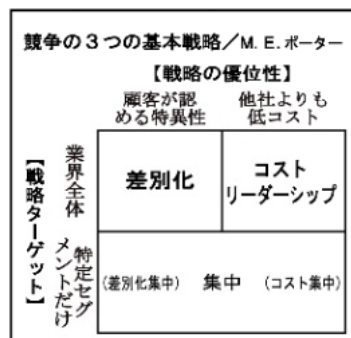 競争の3つの基本戦略/M.E.ポーター
【戦略の優位性】
顧客が認
める特異性
他社よりも
低コスト
【戦略ターゲット】
業界全体
差別化
コスト
リーダーシップ
特定セグ
メントだけ
(差別化集中) 集中 (コスト集中)